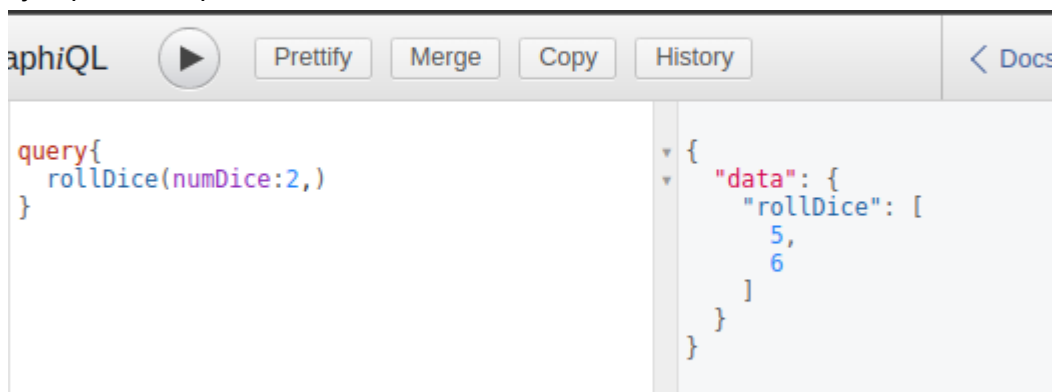 aphiQL Prettify Merge Copy History < Docs
query{
  rollDice(numDice:2,)
}
{
  "data": {
    "rollDice": [
      5,
      6
    ]
  }
}